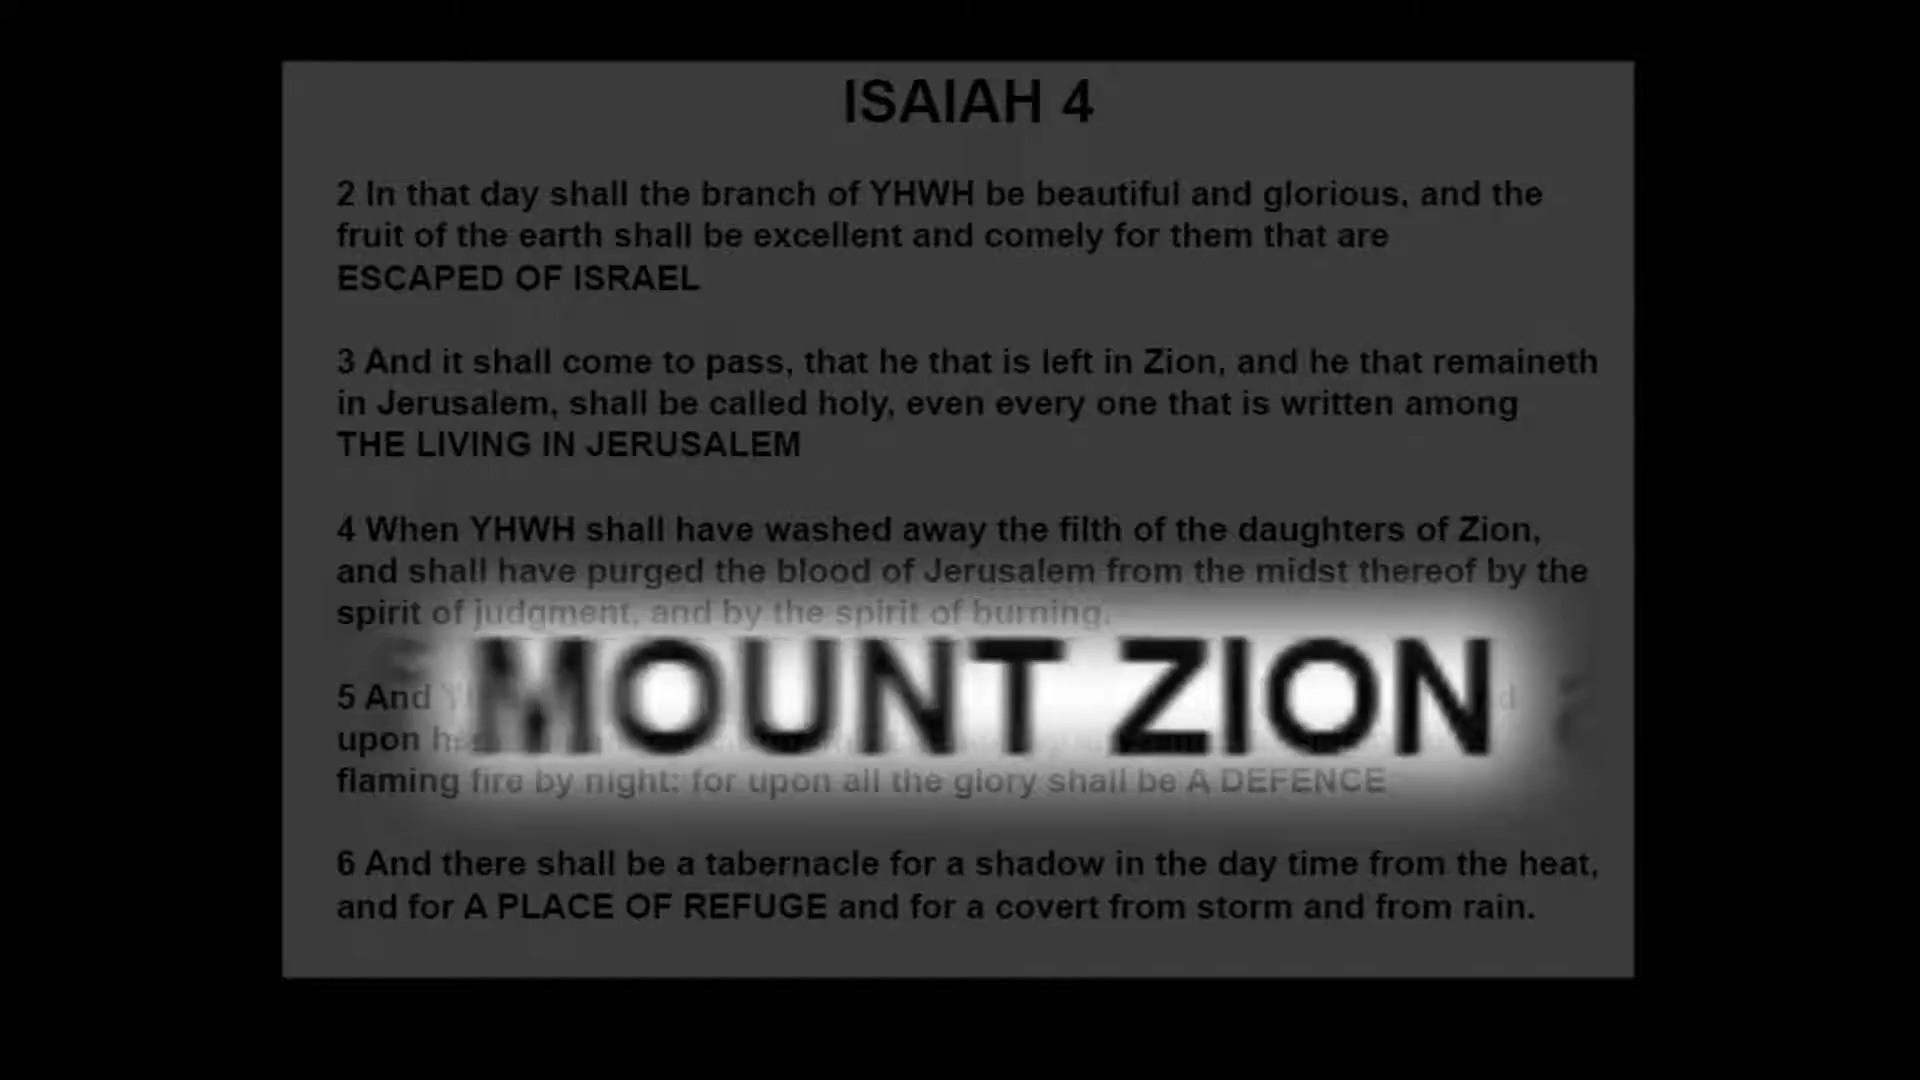 ISAIAH 4
2 In that day shall the branch of YHWH be beautiful and glorious, and the
fruit of the earth shall be excellent and comely for them that are
ESCAPED OF ISRAEL
3 And it shall come to pass, that he that is left in Zion, and he that remaineth
in Jerusalem, shall be called holy, even every one that is written among
THE LIVING IN JERUSALEM
4 When YHWH shall have washed away the filth of the daughters of Zion,
and shall have purged the blood of Jerusalem from the midst thereof by the
spirit of judgment, and by the spirit of burning.
MOUNT ZION
5 And
upon
flaming fire by night: for upon all the glory shall be A DEFENCE
6 And there shall be a tabernacle for a shadow in the day time from the heat,
and for A PLACE OF REFUGE and for a covert from storm and from rain.